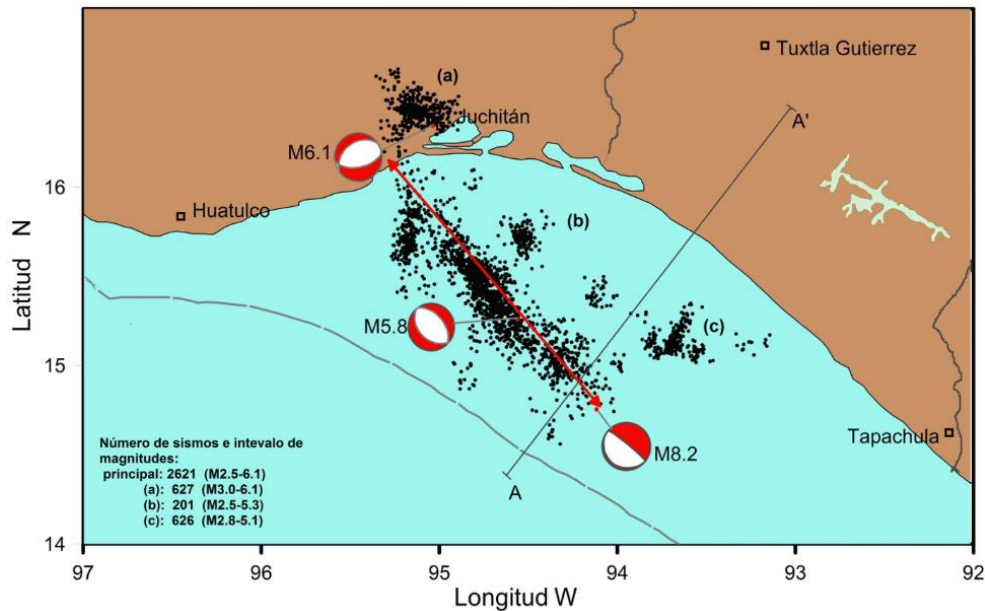 (a)
Tuxtla Gutierrez
Juchitán
A'
M6.1
16
Huatulco
(b)
M5.8
(c)
15
Latitud N
M8.2
Tapachula
A
Número de sismos e intevalo de
magnitudes:
principal: 2621 (M2.5-6.1)
(a): 627 (M3.0-6.1)
(b): 201 (M2.5-5.3)
(c): 626 (M2.8-5.1)
14
97 96 95 94 93 92
Longitud W